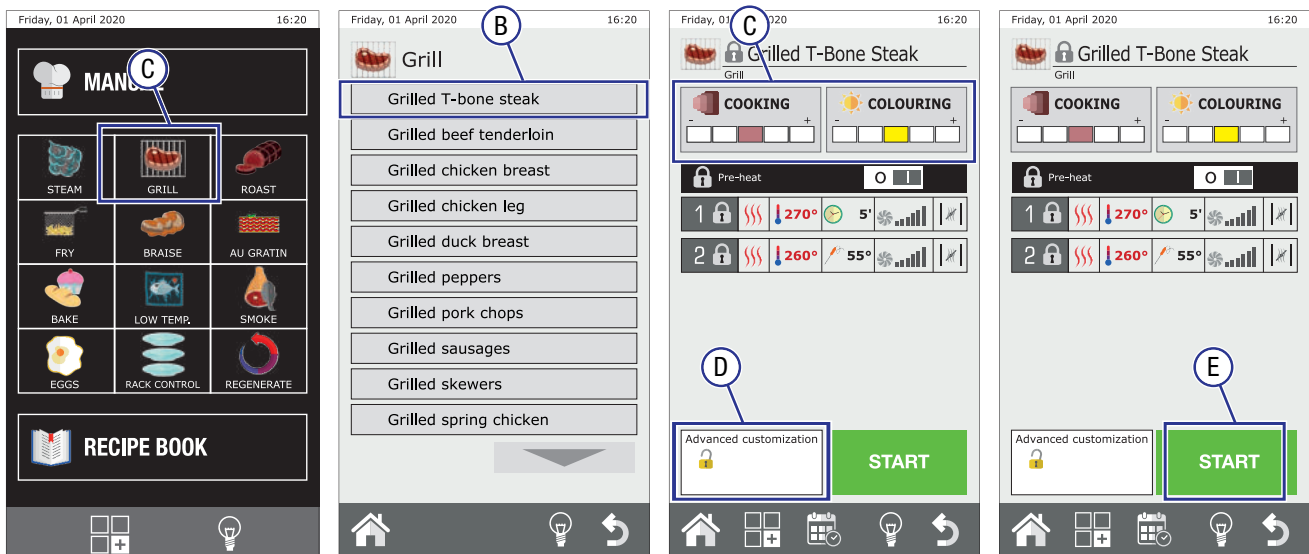 Friday, 01 April 2020 16:20
MANUAL
C
STEAM GRILL ROAST
FRY BRAISE AU GRATIN
BAKE LOW TEMP. SMOKE
EGGS RACK CONTROL REGENERATE
RECIPE BOOK
+
Friday, 01 April 2020 16:20
B
Grill
Grilled T-bone steak
Grilled beef tenderloin
Grilled chicken breast
Grilled chicken leg
Grilled duck breast
Grilled peppers
Grilled pork chops
Grilled sausages
Grilled skewers
Grilled spring chicken
Friday, 01 April 2020 16:20
C
Grilled T-Bone Steak
Grill
COOKING COLOURING
- + - +
Pre-heat O I
1 270° 5'
2 260° 55°
D
Advanced customization
START
+
Friday, 01 April 2020 16:20
Grilled T-Bone Steak
Grill
COOKING COLOURING
- + - +
Pre-heat O I
1 270° 5'
2 260° 55°
E
Advanced customization
START
+